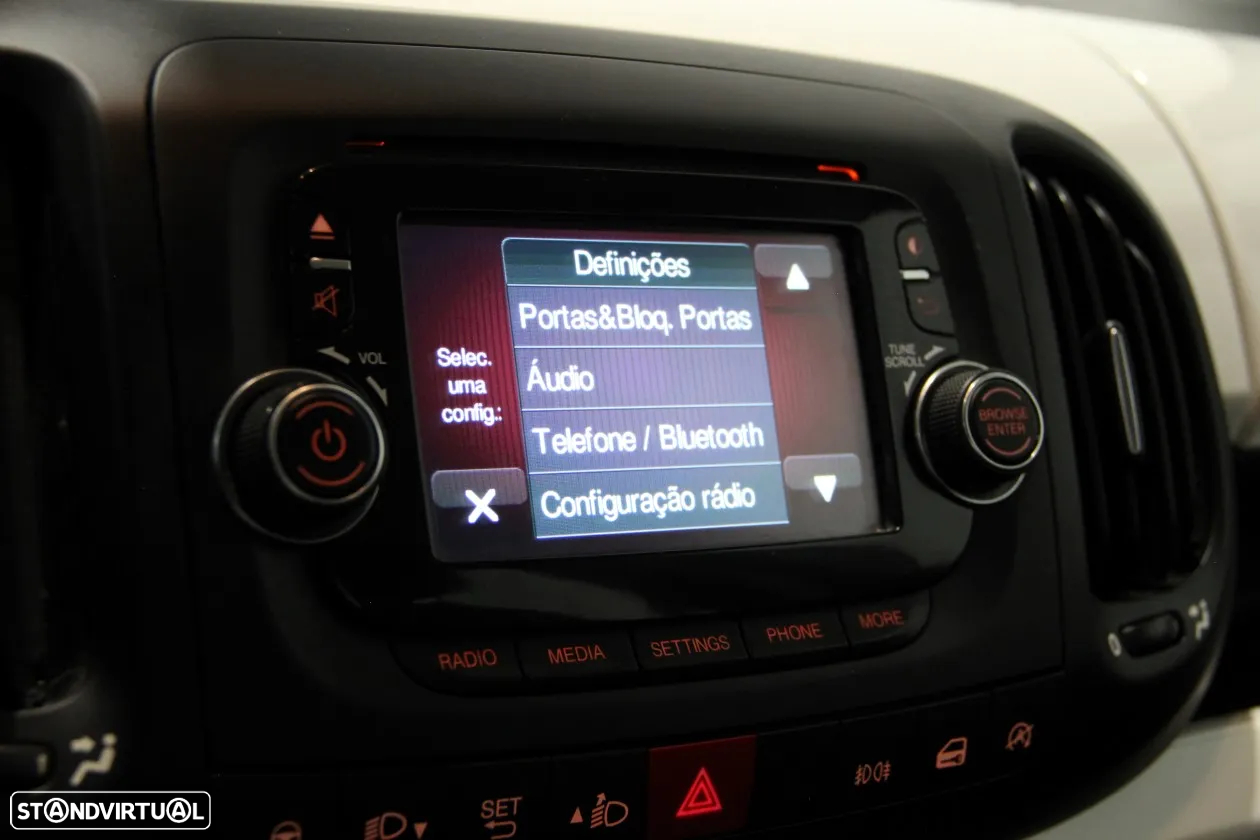 Definições
Portas&Bloq. Portas
Selec.
uma
config.:
Áudio
Telefone / Bluetooth
Configuração rádio
VOL
TUNE
SCROLL
BROWSE
ENTER
RADIO
MEDIA
SETTINGS
PHONE
MORE
0
SET
STANDVIRTUAL